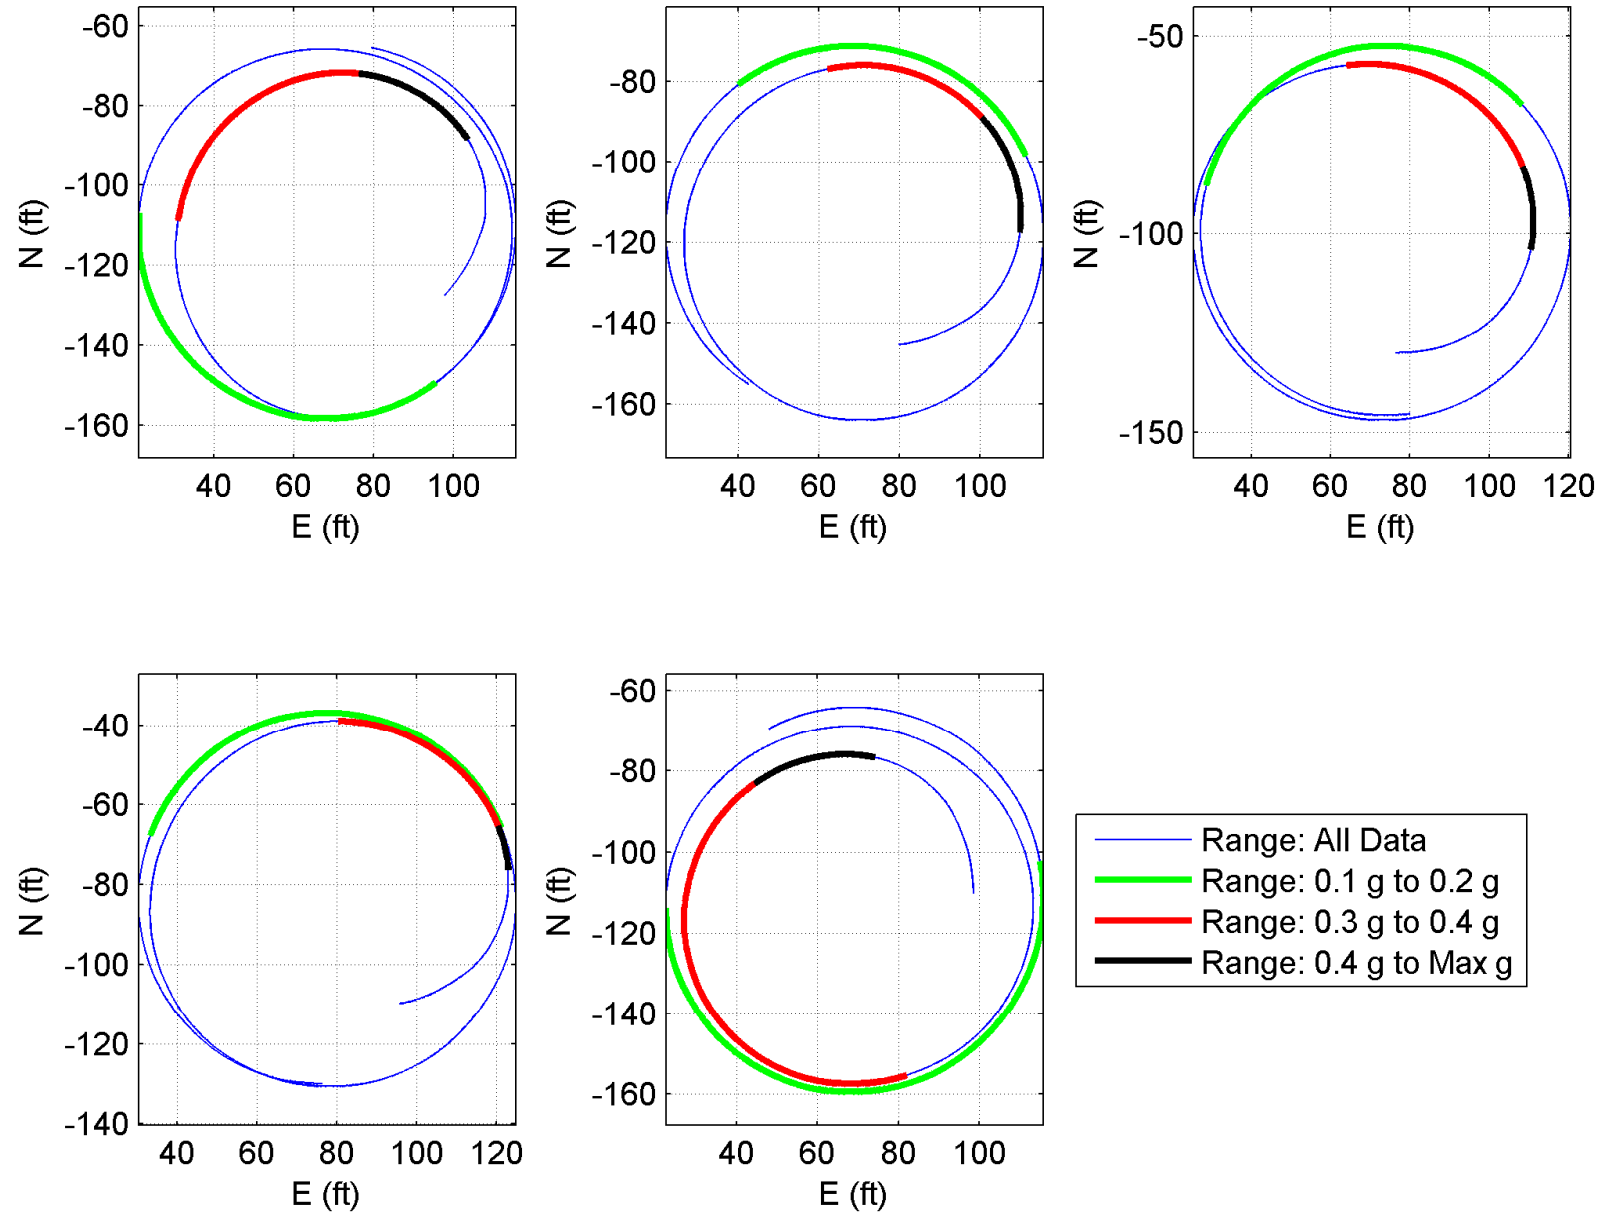 -60
-80
-100
-120
-140
-160
N (ft)
40 60 80 100
E (ft)
-80
-100
-120
-140
-160
N (ft)
40 60 80 100
E (ft)
-50
-100
-150
N (ft)
40 60 80 100 120
E (ft)
-40
-60
-80
-100
-120
-140
N (ft)
40 60 80 100 120
E (ft)
-60
-80
-100
-120
-140
-160
N (ft)
40 60 80 100
E (ft)
Range: All Data
Range: 0.1 g to 0.2 g
Range: 0.3 g to 0.4 g
Range: 0.4 g to Max g